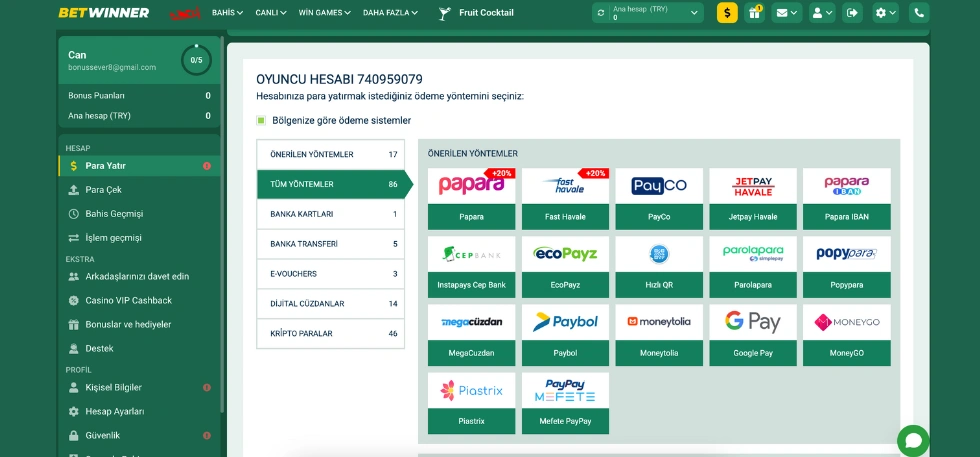 BETWINNER
BAHİS
CANLI
WIN GAMES
DAHA FAZLA
Fruit Cocktail
Ana hesap (TRY)
0
$
1
Can
bonussever8@gmail.com
0/5
Bonus Puanları 0
Ana hesap (TRY) 0
HESAP
$ Para Yatır
Para Çek
Bahis Geçmişi
İşlem geçmişi
EKSTRA
Arkadaşlarınızı davet edin
Casino VIP Cashback
Bonuslar ve hediyeler
Destek
PROFİL
Kişisel Bilgiler
Hesap Ayarları
Güvenlik
OYUNCU HESABI 740959079
Hesabınıza para yatırmak istediğiniz ödeme yöntemini seçiniz:
Bölgenize göre ödeme sistemler
ÖNERİLEN YÖNTEMLER 17
TÜM YÖNTEMLER 86
BANKA KARTLARI 1
BANKA TRANSFERİ 5
E-VOUCHERS 3
DİJİTAL CÜZDANLAR 14
KRİPTO PARALAR 46
ÖNERİLEN YÖNTEMLER
+20%
papara
Papara
+20%
fast havale
Fast Havale
PayCO
PayCo
JETPAY HAVALE
Jetpay Havale
papara IBAN
Papara IBAN
CEPBANK
Instapays Cep Bank
ecoPayz
EcoPayz
Hızlı QR
parolapara
simplepay
Parolapara
popypara
Popypara
megacüzdan
MegaCuzdan
Paybol
Paybol
moneytolia
Moneytolia
G Pay
Google Pay
MONEYGO
MoneyGO
Piastrix
Piastrix
PayPay
MEFETE
Mefete PayPay